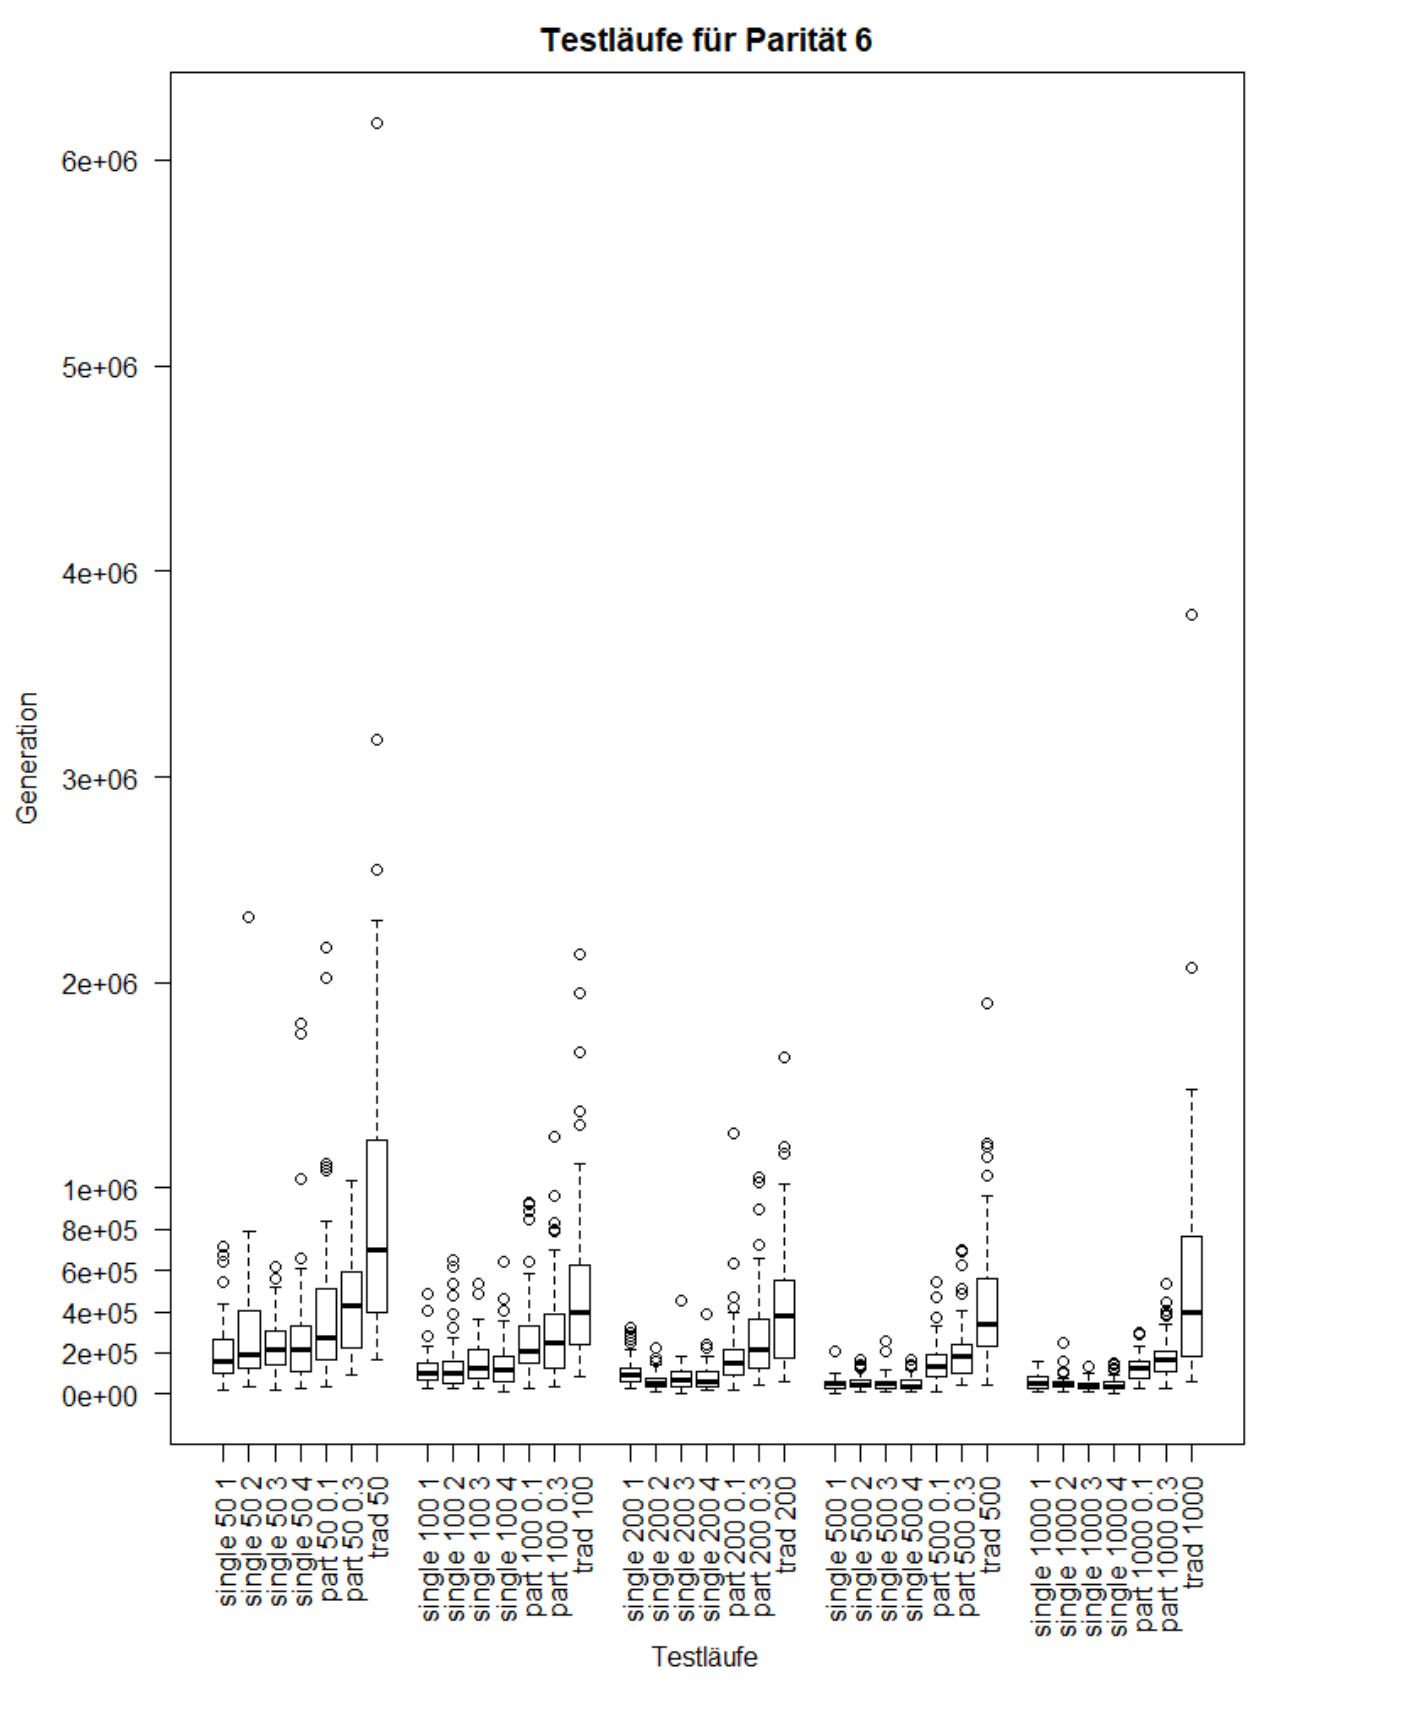 Testläufe für Parität 6
Generation
6e+06
5e+06
4e+06
3e+06
2e+06
1e+06
8e+05
6e+05
4e+05
2e+05
0e+00
single 50 1
single 50 2
single 50 3
single 50 4
part 50 0.1
part 50 0.3
trad 50
single 100 1
single 100 2
single 100 3
single 100 4
part 100 0.1
part 100 0.3
trad 100
single 200 1
single 200 2
single 200 3
single 200 4
part 200 0.1
part 200 0.3
trad 200
single 500 1
single 500 2
single 500 3
single 500 4
part 500 0.1
part 500 0.3
trad 500
single 1000 1
single 1000 2
single 1000 3
single 1000 4
part 1000 0.1
part 1000 0.3
trad 1000
Testläufe